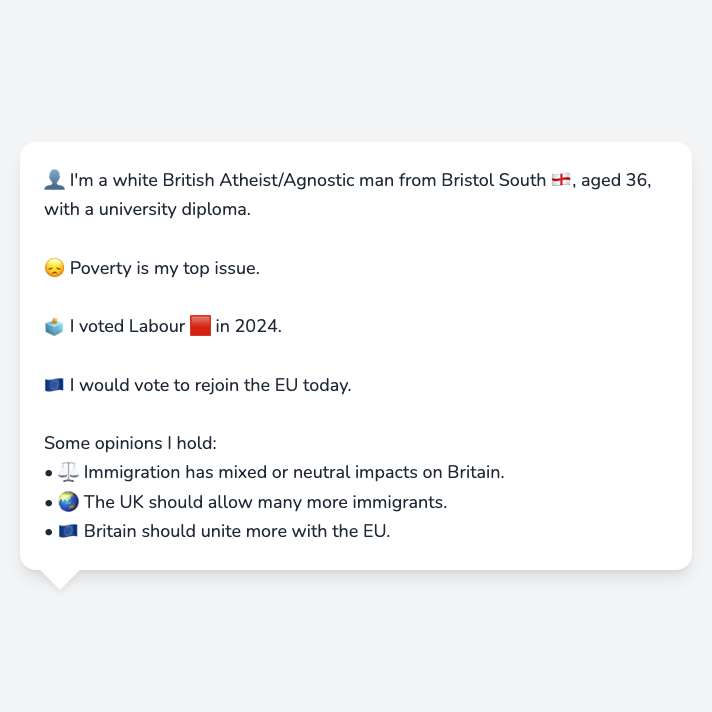 👤 I'm a white British Atheist/Agnostic man from Bristol South 🏴󠁧󠁢󠁥󠁮󠁧󠁿, aged 36,
with a university diploma.
😞 Poverty is my top issue.
🗳️ I voted Labour 🟥 in 2024.
🇪🇺 I would vote to rejoin the EU today.
Some opinions I hold:
• ⚖️ Immigration has mixed or neutral impacts on Britain.
• 🌏 The UK should allow many more immigrants.
• 🇪🇺 Britain should unite more with the EU.